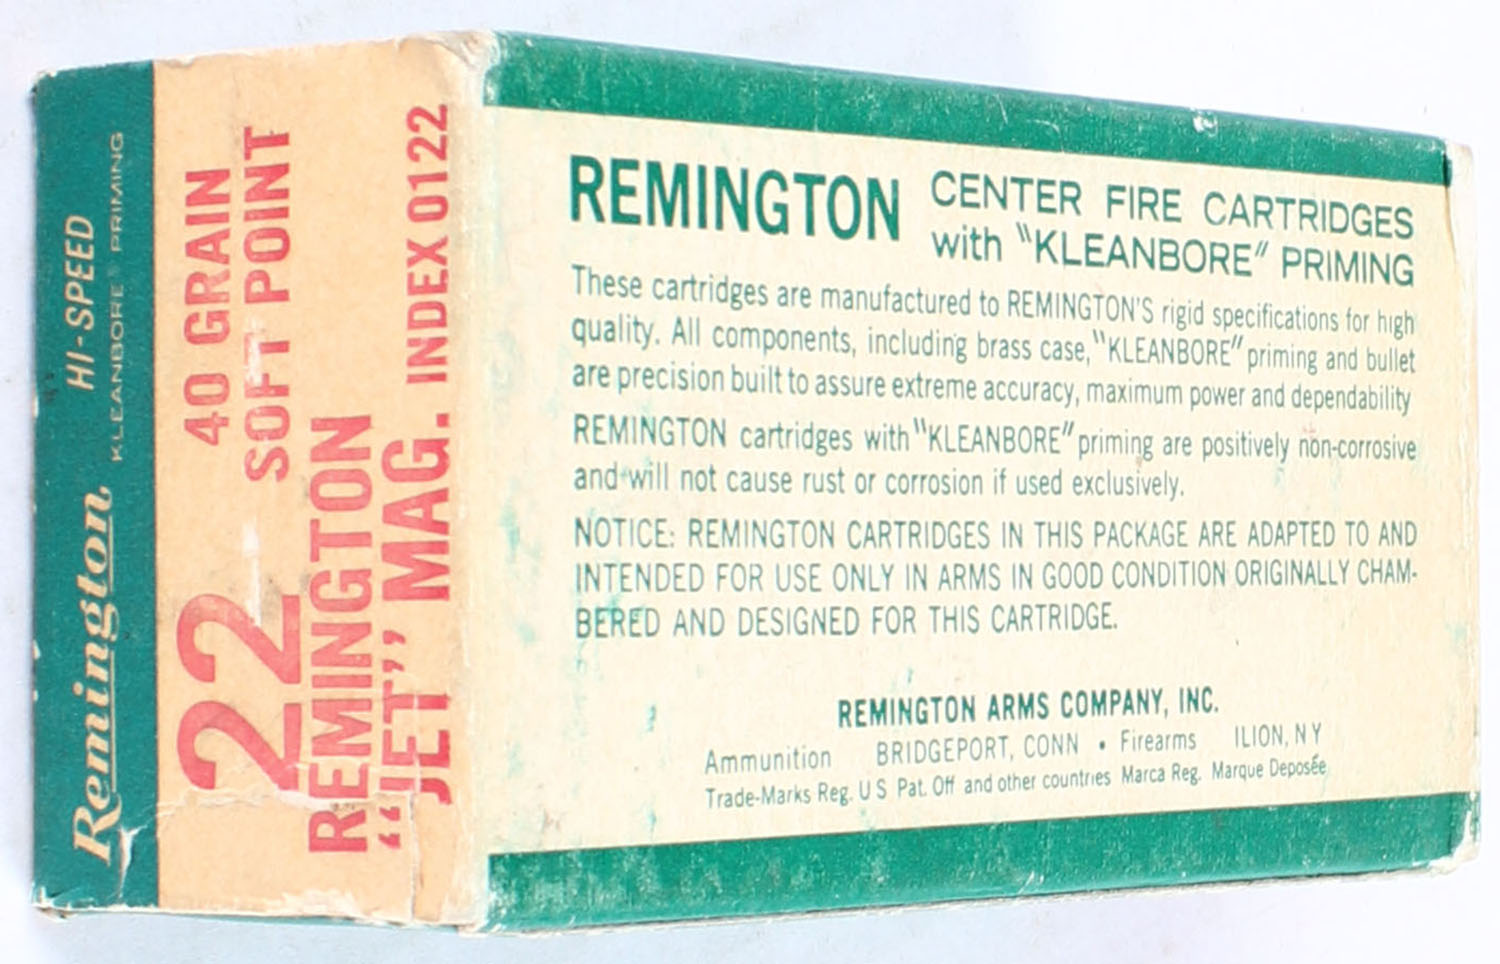 Remington HI-SPEED
KLEANBORE® PRIMING
22 40 GRAIN
SOFT POINT
REMINGTON
"JET" MAG. INDEX 0122
REMINGTON CENTER FIRE CARTRIDGES
with "KLEANBORE" PRIMING
These cartridges are manufactured to REMINGTON'S rigid specifications for high
quality. All components, including brass case, "KLEANBORE" priming and bullet
are precision built to assure extreme accuracy, maximum power and dependability
REMINGTON cartridges with "KLEANBORE" priming are positively non-corrosive
and will not cause rust or corrosion if used exclusively.
NOTICE: REMINGTON CARTRIDGES IN THIS PACKAGE ARE ADAPTED TO AND
INTENDED FOR USE ONLY IN ARMS IN GOOD CONDITION ORIGINALLY CHAM-
BERED AND DESIGNED FOR THIS CARTRIDGE.
REMINGTON ARMS COMPANY, INC.
Ammunition BRIDGEPORT, CONN • Firearms ILION, N Y
Trade-Marks Reg. U S Pat. Off and other countries Marca Reg. Marque Deposée